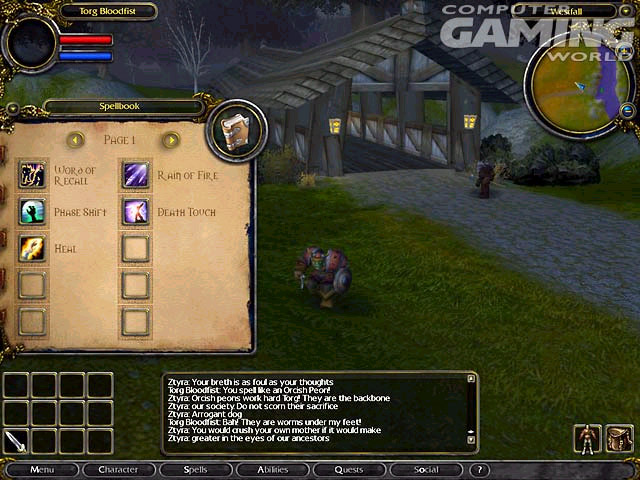 Torg Bloodfist
Westfall
COMPUTER
GAMING
WORLD
Spellbook
PAGE 1
WORD OF
RECALL
RAIN OF FIRE
PHASE SHIFT
DEATH TOUCH
HEAL
Ztyra: Your breth is as foul as your thoughts
Torg Bloodfist: You spell like an Orcish Peon!
Ztyra: Orcish peons work hard Torg! They are the backbone
Ztyra: our society. Do not scorn their sacrifice
Ztyra: Arrogant dog
Torg Bloodfist: Bah! They are worms under my feet!
Ztyra: You would crush your own mother if it would make
Ztyra: greater in the eyes of our ancestors
Menu
Character
Spells
Abilities
Quests
Social
?